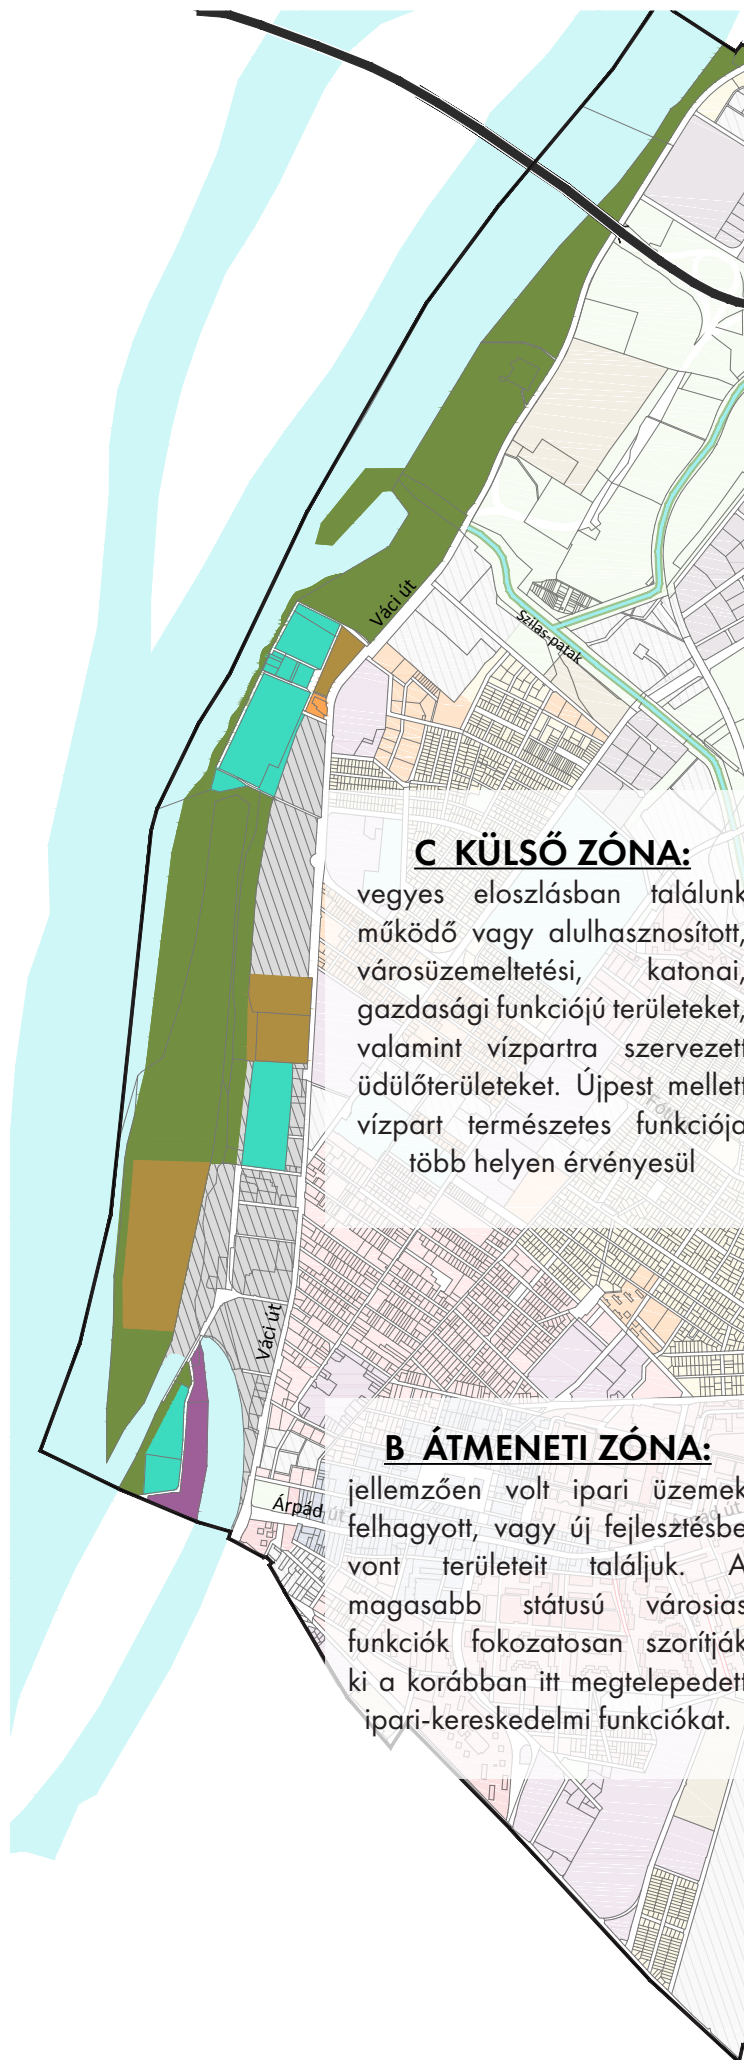 Váci út
Szilas-patak
C KÜLSŐ ZÓNA:
vegyes eloszlásban találunk
működő vagy alulhasznosított,
városüzemeltetési, katonai,
gazdasági funkciójú területeket,
valamint vízpartra szervezett
üdülőterületeket. Újpest mellett
vízpart természetes funkciója
több helyen érvényesül
Váci út
B ÁTMENETI ZÓNA:
jellemzően volt ipari üzemek
felhagyott, vagy új fejlesztésbe
vont területeit találjuk. A
magasabb státusú városias
funkciók fokozatosan szorítják
ki a korábban itt megtelepedett
ipari-kereskedelmi funkciókat.
Árpád út
Árpád út